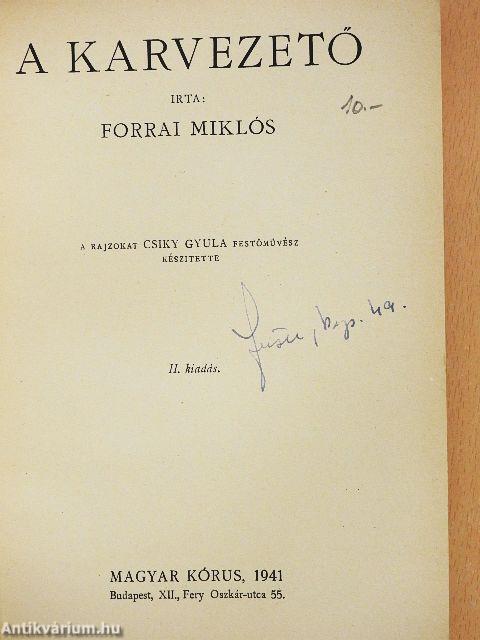 A KARVEZETŐ
IRTA:
10.-
FORRAI MIKLÓS
A RAJZOKAT CSIKY GYULA FESTŐMŰVÉSZ
KÉSZITETTE
II. kiadás.
MAGYAR KÓRUS, 1941
Budapest, XII., Fery Oszkár-utca 55.
Antikvárium.hu